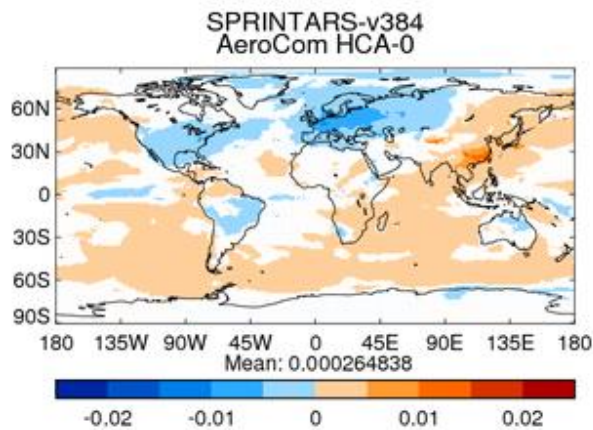 SPRINTARS-v384
AeroCom HCA-0
60N
30N
0
30S
60S
90S
180 135W 90W 45W 0 45E 90E 135E 180
Mean: 0.000264838
-0.02 -0.01 0 0.01 0.02